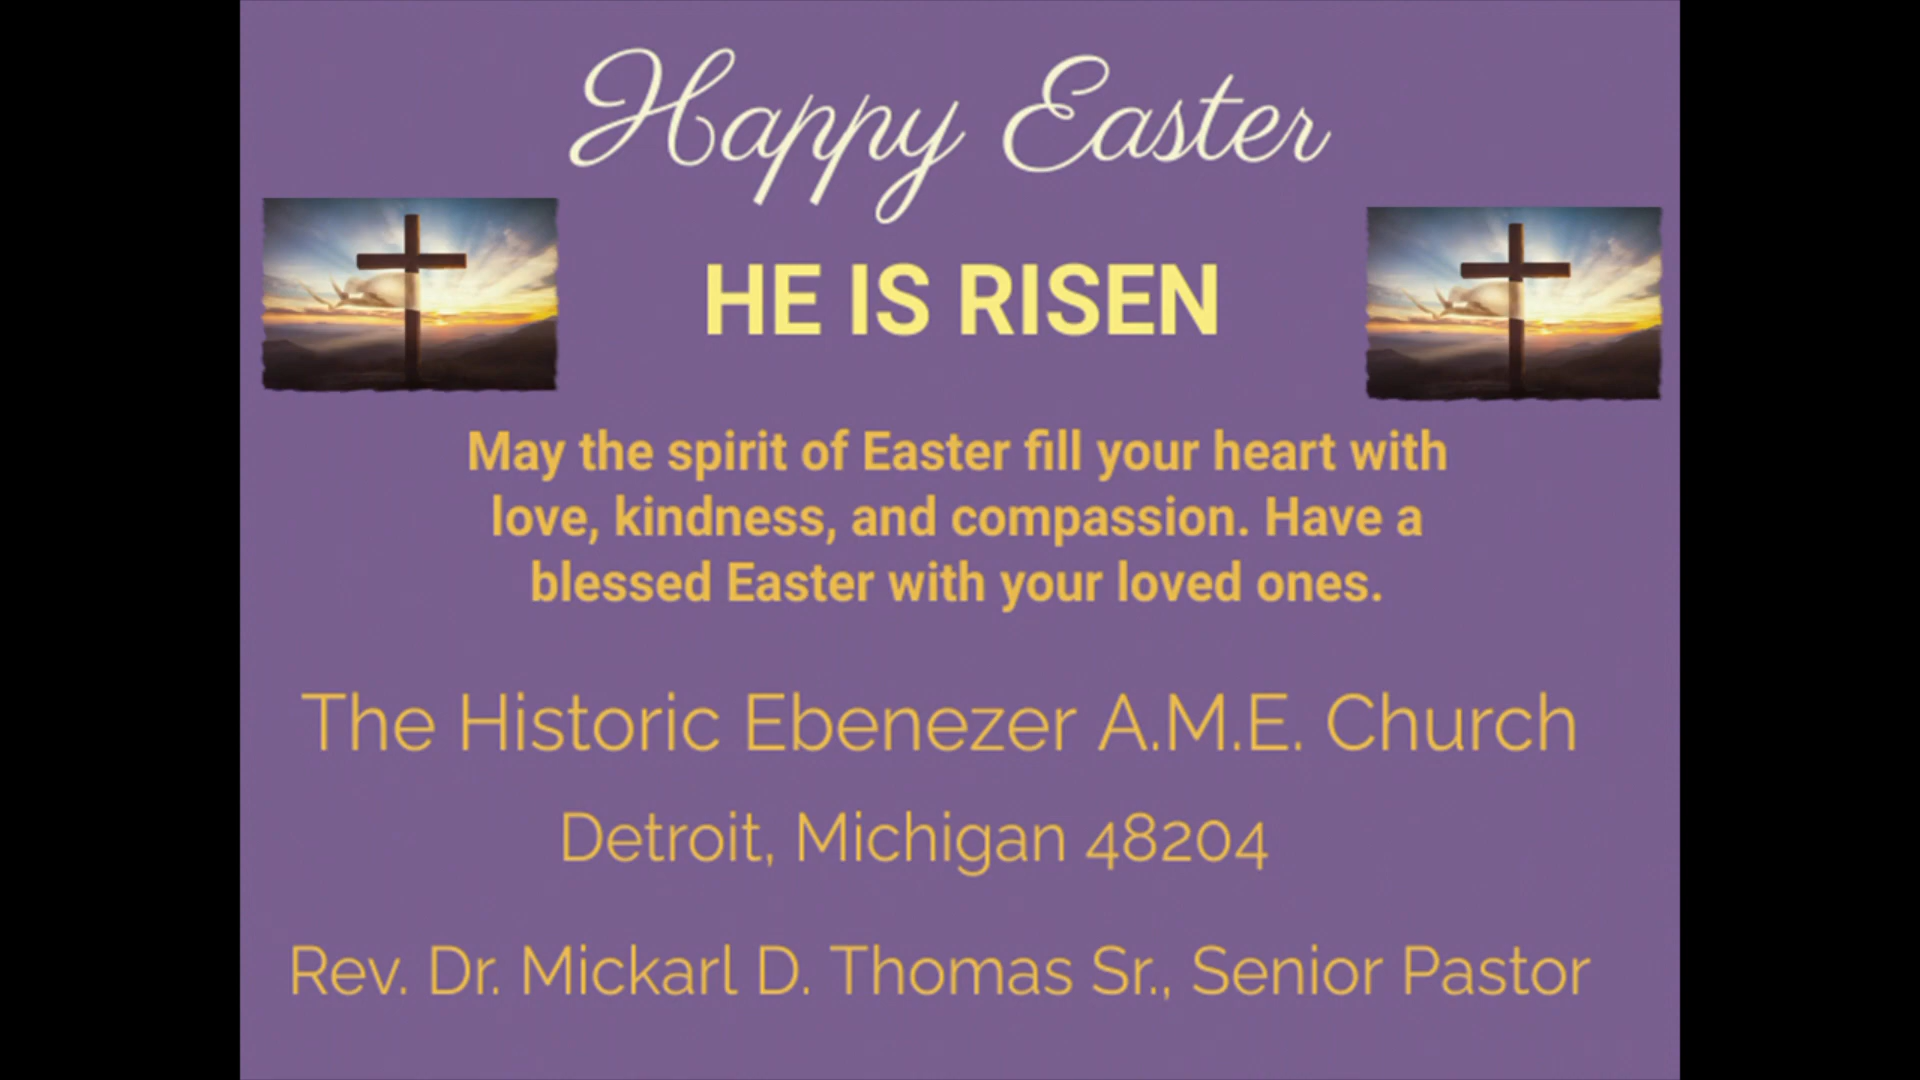 Happy Easter
HE IS RISEN
May the spirit of Easter fill your heart with
love, kindness, and compassion. Have a
blessed Easter with your loved ones.
The Historic Ebenezer A.M.E. Church
Detroit, Michigan 48204
Rev. Dr. Mickarl D. Thomas Sr., Senior Pastor